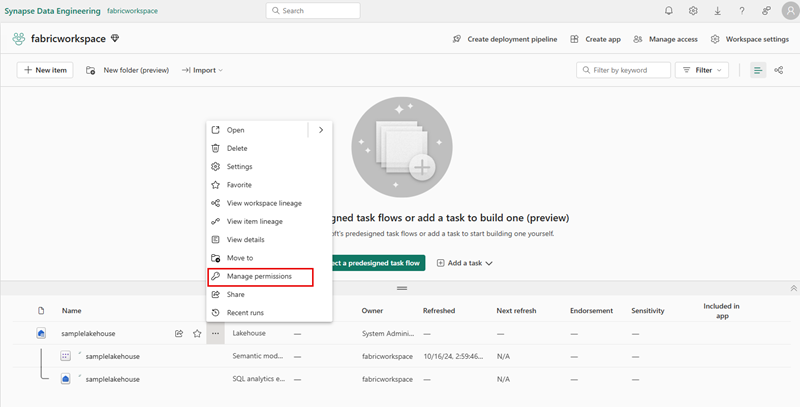 Synapse Data Engineering fabricworkspace Search
fabricworkspace Create deployment pipeline Create app Manage access Workspace settings
New item New folder (preview) Import Filter by keyword Filter
Open
Delete
Settings
Favorite
View workspace lineage
View item lineage
View details
Move to
Manage permissions
Share
Recent runs
igned task flows or add a task to build one (preview)
oft's predesigned task flows or add a task to start building one yourself.
ct a predesigned task flow Add a task
Name Owner Refreshed Next refresh Endorsement Sensitivity Included in
app
samplelakehouse Lakehouse — System Admini... — — — —
samplelakehouse Semantic mod... — fabricworkspace 10/16/24, 2:59:46... N/A — —
samplelakehouse SQL analytics e... — fabricworkspace — N/A — —